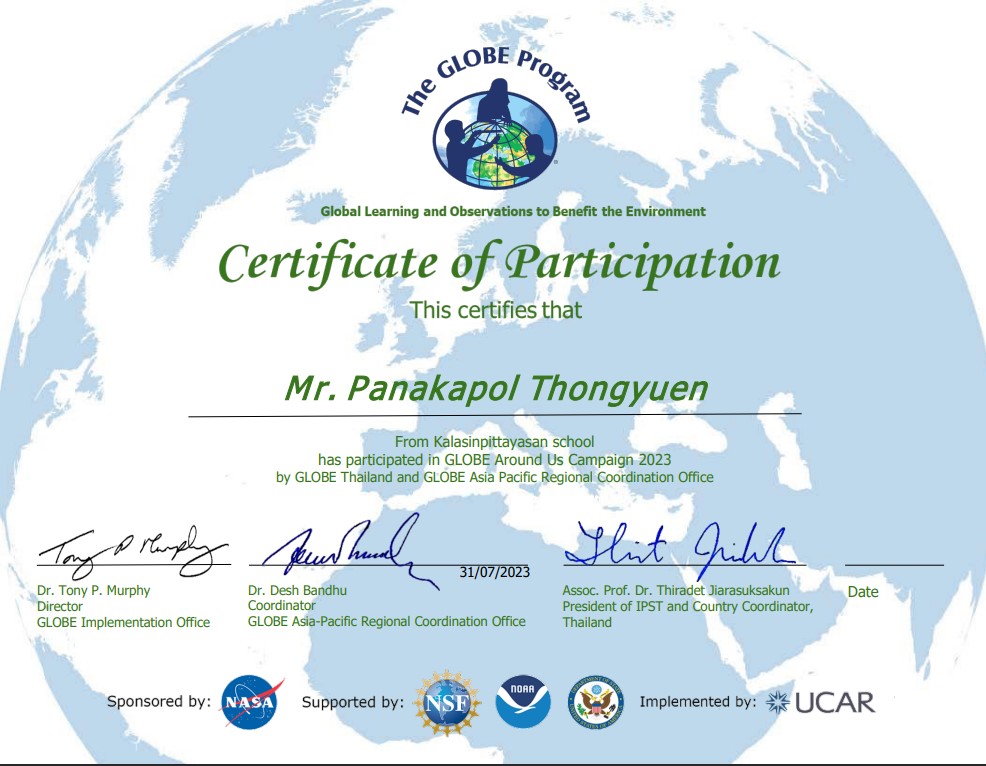 The GLOBE Program
Global Learning and Observations to Benefit the Environment
Certificate of Participation
This certifies that
Mr. Panakapol Thongyuen
From Kalasinpittayasan school
has participated in GLOBE Around Us Campaign 2023
by GLOBE Thailand and GLOBE Asia Pacific Regional Coordination Office
Tony P Murphy
31/07/2023
Dr. Tony P. Murphy
Director
GLOBE Implementation Office
Dr. Desh Bandhu
Coordinator
GLOBE Asia-Pacific Regional Coordination Office
Assoc. Prof. Dr. Thiradet Jiarasuksakun
President of IPST and Country Coordinator,
Thailand
Date
Sponsored by: NASA Supported by: NSF NOAA Implemented by: UCAR